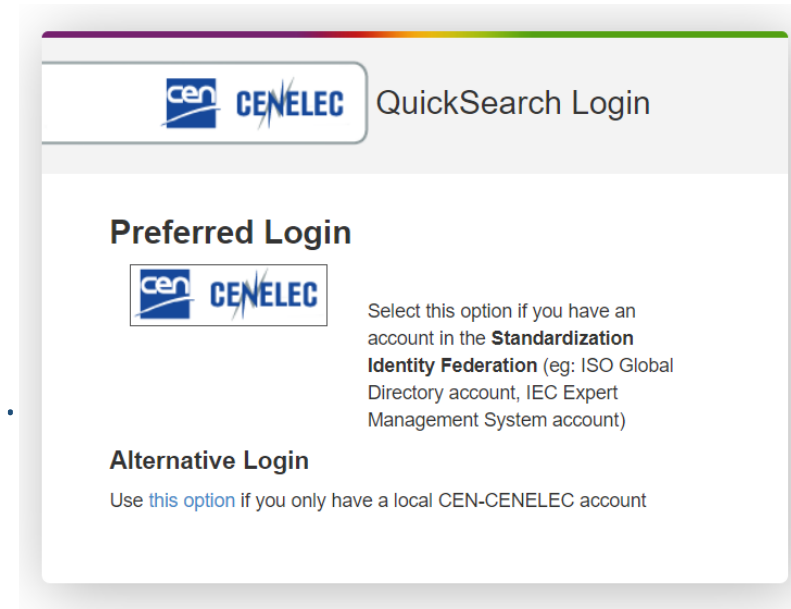 cen CENELEC QuickSearch Login
Preferred Login
cen CENELEC
Select this option if you have an
account in the Standardization
Identity Federation (eg: ISO Global
Directory account, IEC Expert
Management System account)
Alternative Login
Use this option if you only have a local CEN-CENELEC account